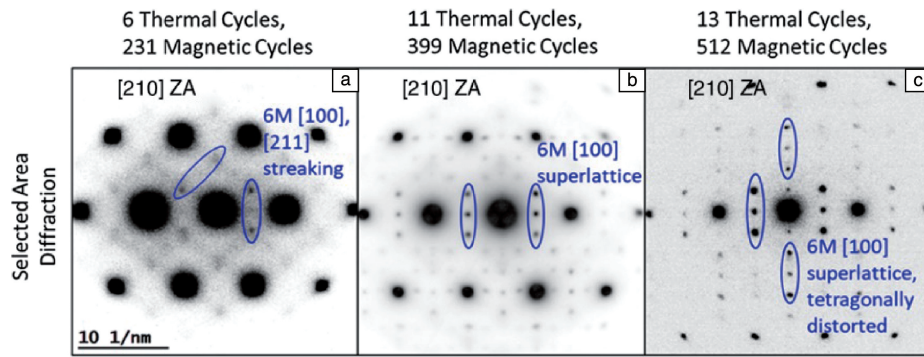 6 Thermal Cycles,
231 Magnetic Cycles
11 Thermal Cycles,
399 Magnetic Cycles
13 Thermal Cycles,
512 Magnetic Cycles
Selected Area
Diffraction
a
[210] ZA
6M [100],
[211]
streaking
10 1/nm
b
[210] ZA
6M [100]
superlattice
c
[210] ZA
6M [100]
superlattice,
tetragonally
distorted